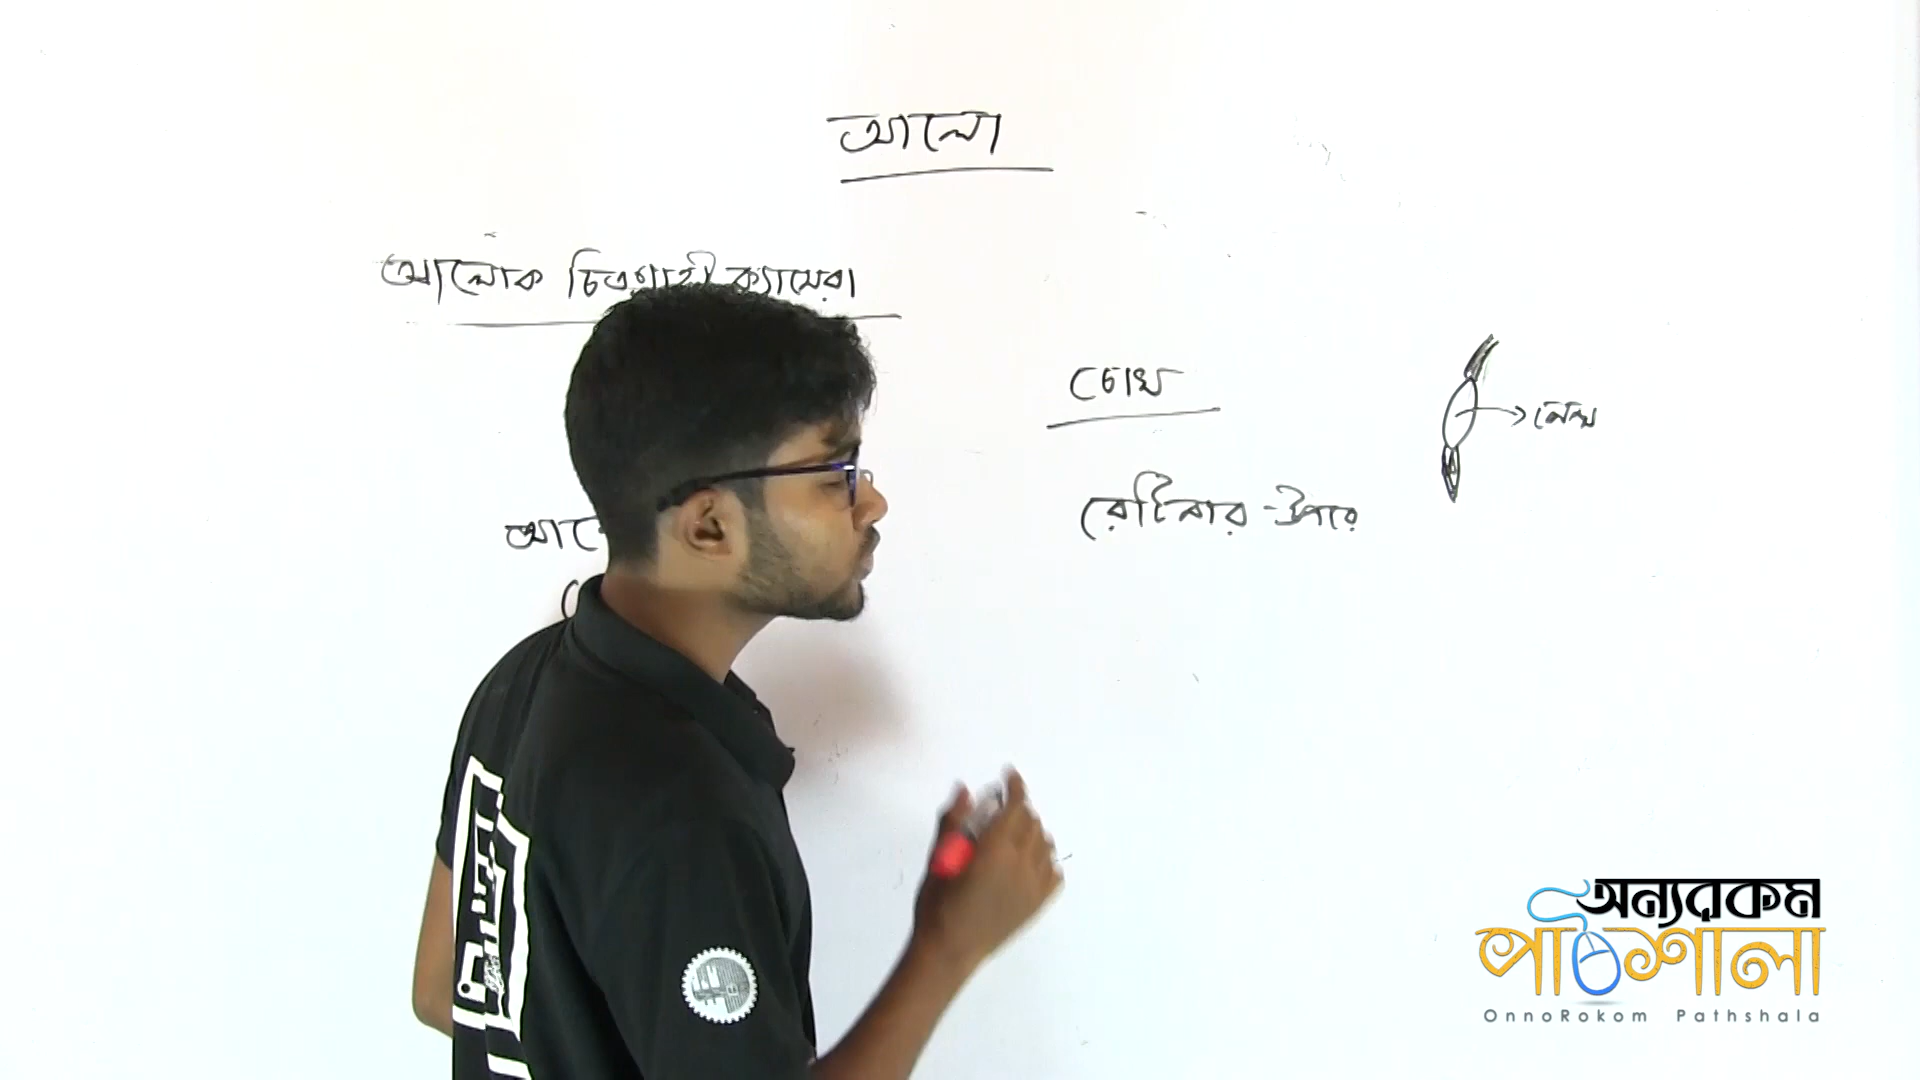 আলো
আলোক চিত্রগ্রাহী ক্যামেরা
চোখ
লেন্স
রেটিনার উপরে
অন্যরকম
পাঠশালা
OnnoRokom Pathshala